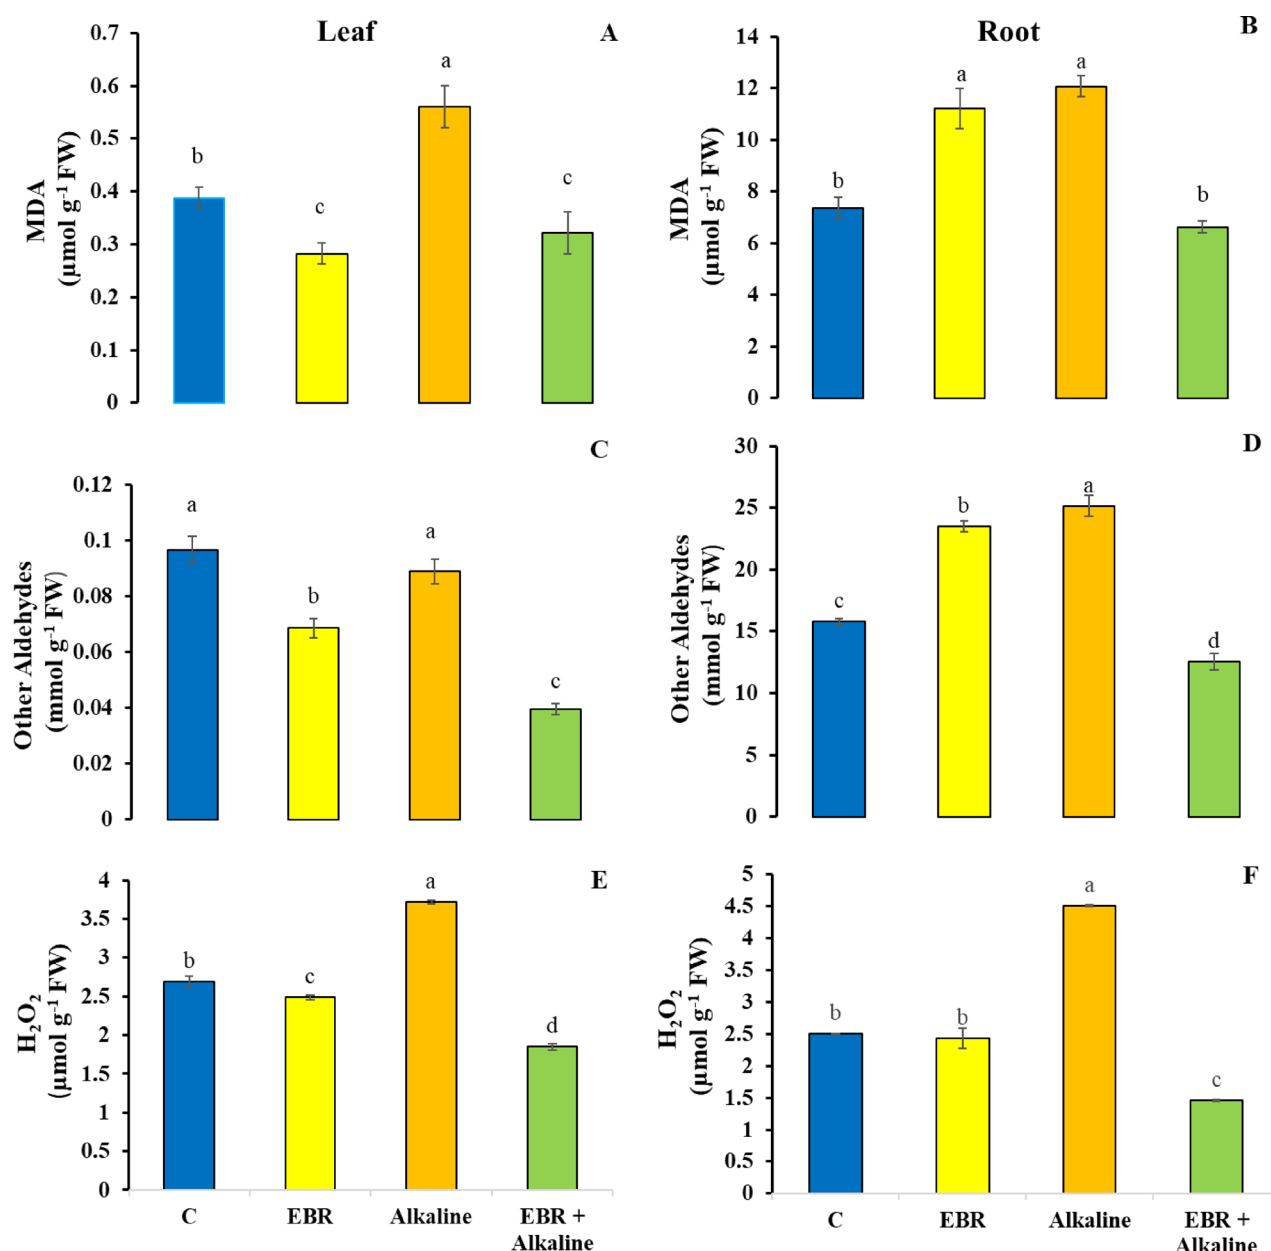 Leaf
A
MDA
(µmol g⁻¹ FW)
0.7
0.6
0.5
0.4
0.3
0.2
0.1
0
b
c
a
c
Root
B
MDA
(µmol g⁻¹ FW)
14
12
10
8
6
4
2
0
b
a
a
b
C
Other Aldehydes
(mmol g⁻¹ FW)
0.12
0.1
0.08
0.06
0.04
0.02
0
a
b
a
c
D
Other Aldehydes
(mmol g⁻¹ FW)
30
25
20
15
10
5
0
c
b
a
d
E
H₂O₂
(µmol g⁻¹ FW)
4
3.5
3
2.5
2
1.5
1
0.5
0
b
c
a
d
C
EBR
Alkaline
EBR +
Alkaline
F
H₂O₂
(µmol g⁻¹ FW)
5
4.5
4
3.5
3
2.5
2
1.5
1
0.5
0
b
b
a
c
C
EBR
Alkaline
EBR +
Alkaline